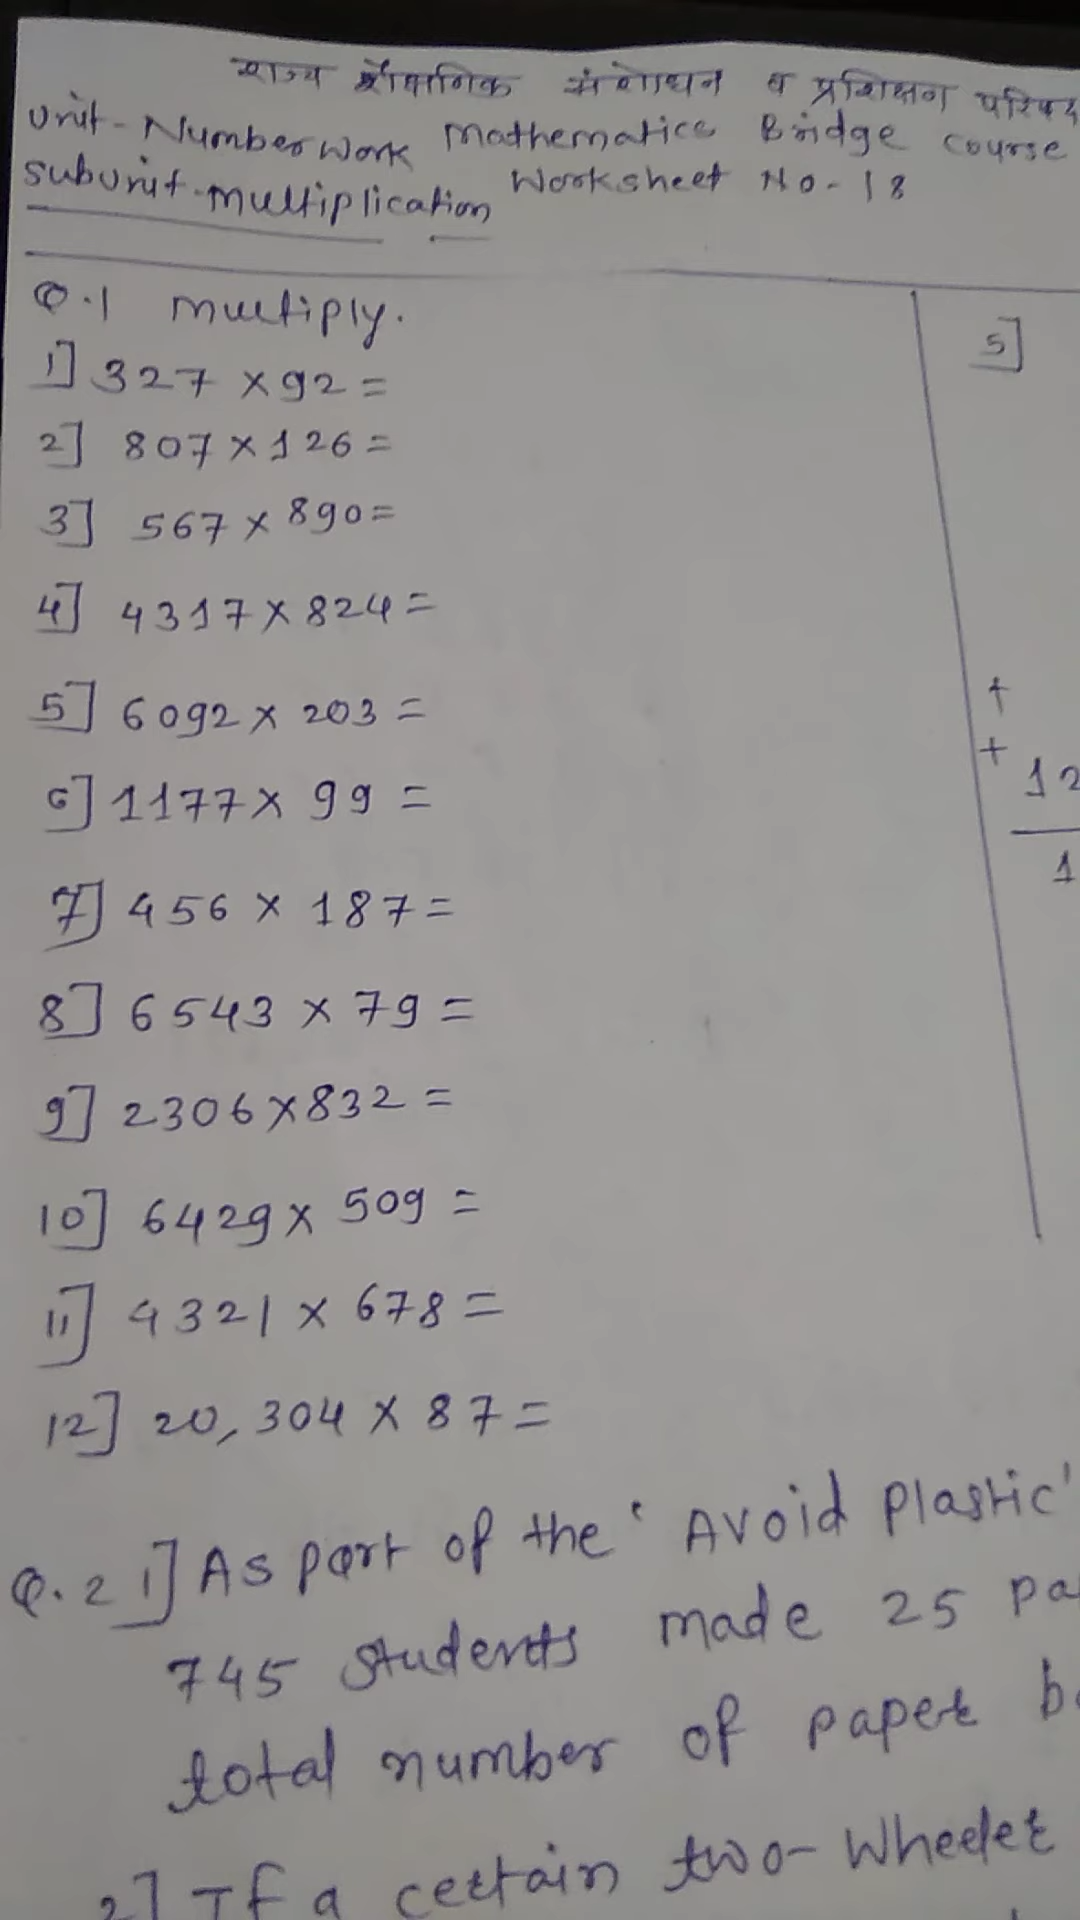 राज्य शैक्षणिक संशोधन व प्रशिक्षण परिषद
Unit - Number work Mathematics Bridge course
Subunit - multiplication Worksheet No - 18
Q.1 multiply.
1] 327 × 92 =
2] 807 × 126 =
3] 567 × 890 =
4] 4317 × 824 =
5] 6092 × 203 =
6] 1177 × 99 =
7] 456 × 187 =
8] 6543 × 79 =
9] 2306 × 832 =
10] 6429 × 509 =
11] 4321 × 678 =
12] 20,304 × 87 =
5]
+
+
12
1
Q.2 1] As part of the 'Avoid plastic'
745 students made 25 pa
total number of paper b
2] If a certain two-wheeler